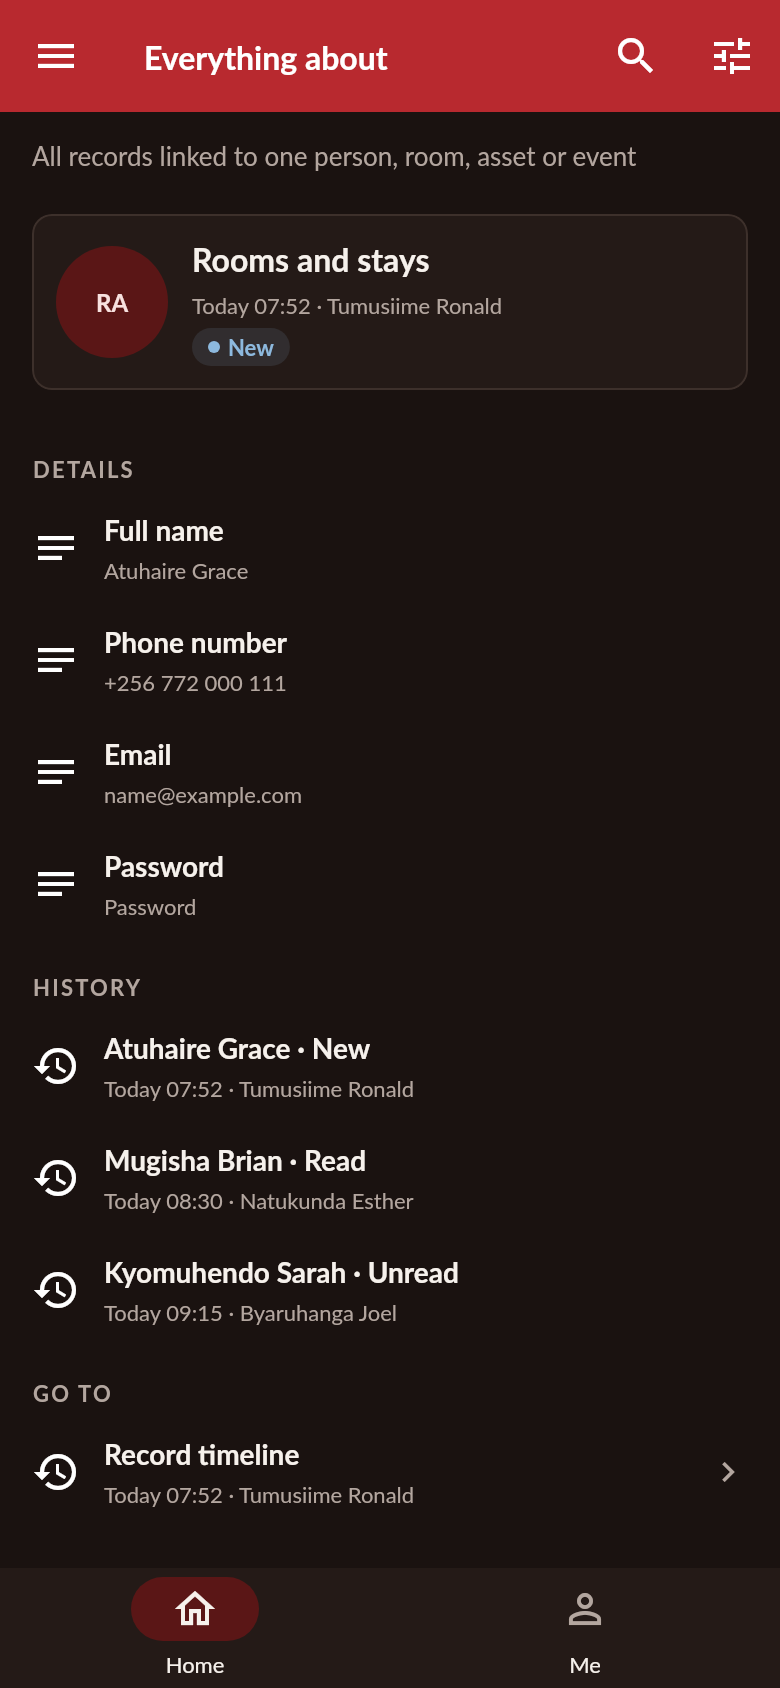 Everything about
All records linked to one person, room, asset or event
RA
Rooms and stays
Today 07:52 · Tumusiime Ronald
New
DETAILS
Full name
Atuhaire Grace
Phone number
+256 772 000 111
Email
name@example.com
Password
Password
HISTORY
Atuhaire Grace · New
Today 07:52 · Tumusiime Ronald
Mugisha Brian · Read
Today 08:30 · Natukunda Esther
Kyomuhendo Sarah · Unread
Today 09:15 · Byaruhanga Joel
GO TO
Record timeline
Today 07:52 · Tumusiime Ronald
Home
Me